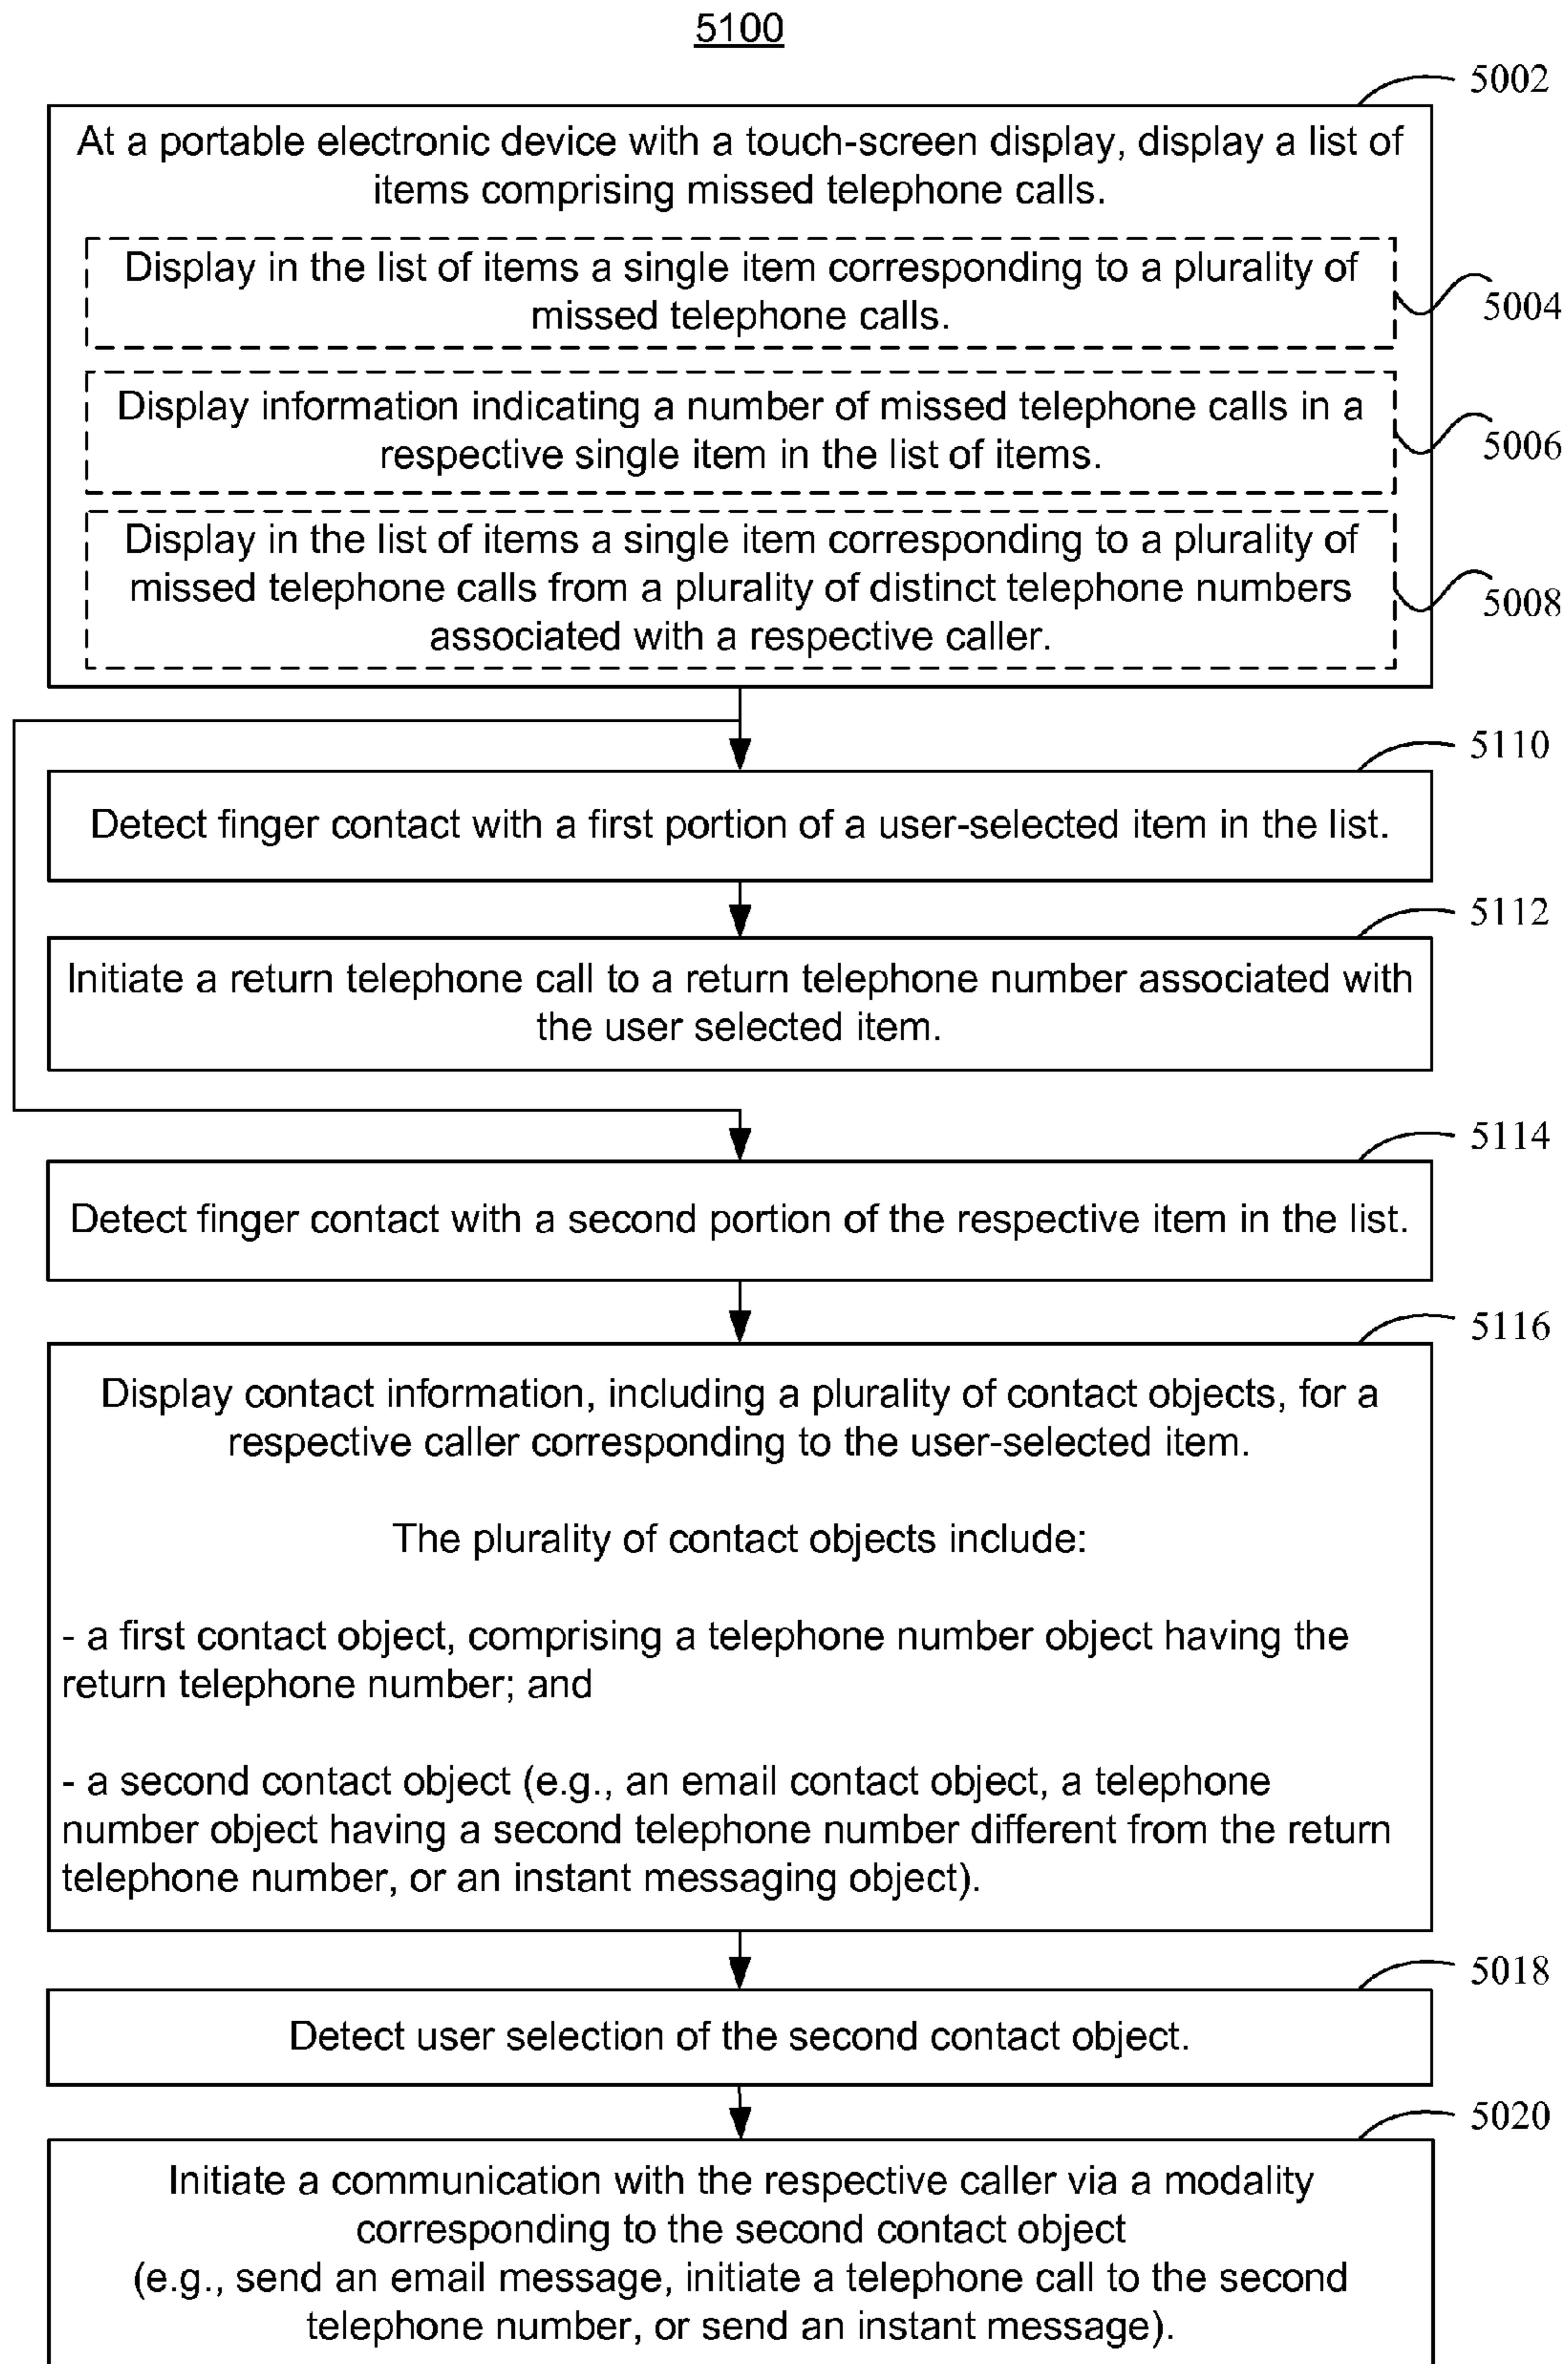 5100
5002
At a portable electronic device with a touch-screen display, display a list of
items comprising missed telephone calls.
Display in the list of items a single item corresponding to a plurality of
missed telephone calls.
5004
Display information indicating a number of missed telephone calls in a
respective single item in the list of items.
5006
Display in the list of items a single item corresponding to a plurality of
missed telephone calls from a plurality of distinct telephone numbers
associated with a respective caller.
5008
5110
Detect finger contact with a first portion of a user-selected item in the list.
5112
Initiate a return telephone call to a return telephone number associated with
the user selected item.
5114
Detect finger contact with a second portion of the respective item in the list.
5116
Display contact information, including a plurality of contact objects, for a
respective caller corresponding to the user-selected item.
The plurality of contact objects include:
- a first contact object, comprising a telephone number object having the
return telephone number; and
- a second contact object (e.g., an email contact object, a telephone
number object having a second telephone number different from the return
telephone number, or an instant messaging object).
5018
Detect user selection of the second contact object.
5020
Initiate a communication with the respective caller via a modality
corresponding to the second contact object
(e.g., send an email message, initiate a telephone call to the second
telephone number, or send an instant message).